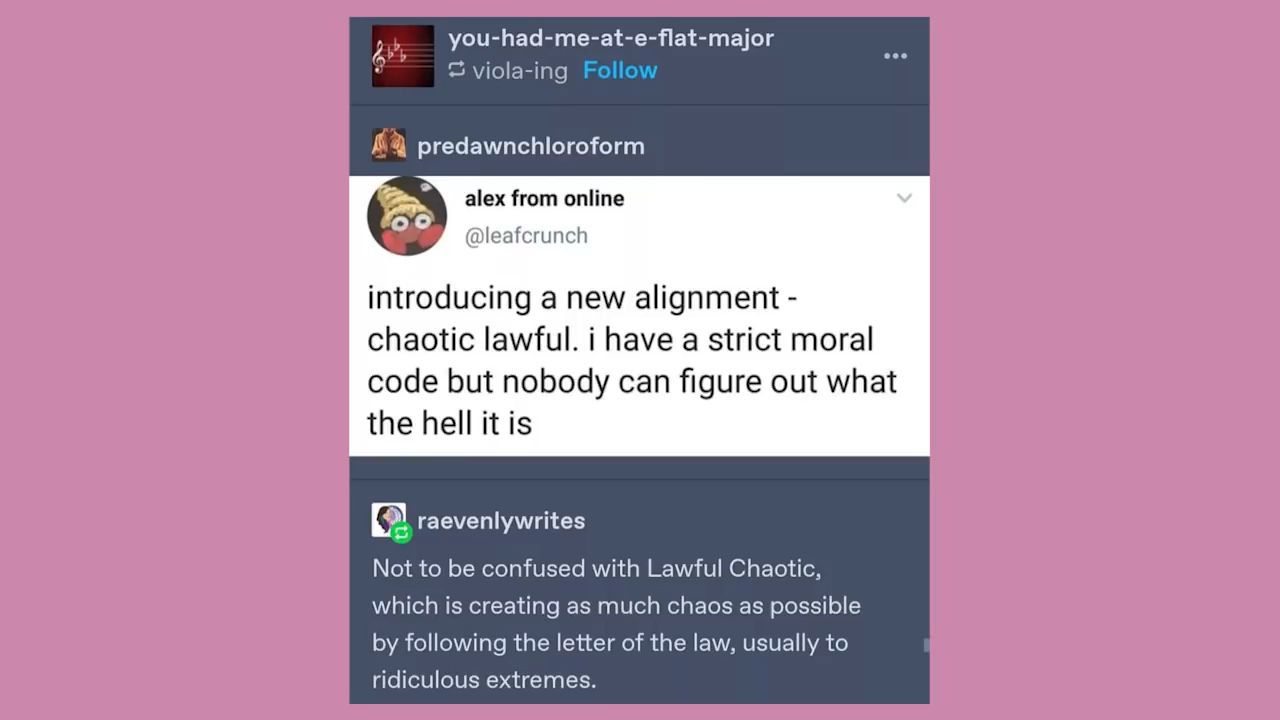 you-had-me-at-e-flat-major
viola-ing Follow
predawnchloroform
alex from online
@leafcrunch
introducing a new alignment -
chaotic lawful. i have a strict moral
code but nobody can figure out what
the hell it is
raevenlywrites
Not to be confused with Lawful Chaotic,
which is creating as much chaos as possible
by following the letter of the law, usually to
ridiculous extremes.